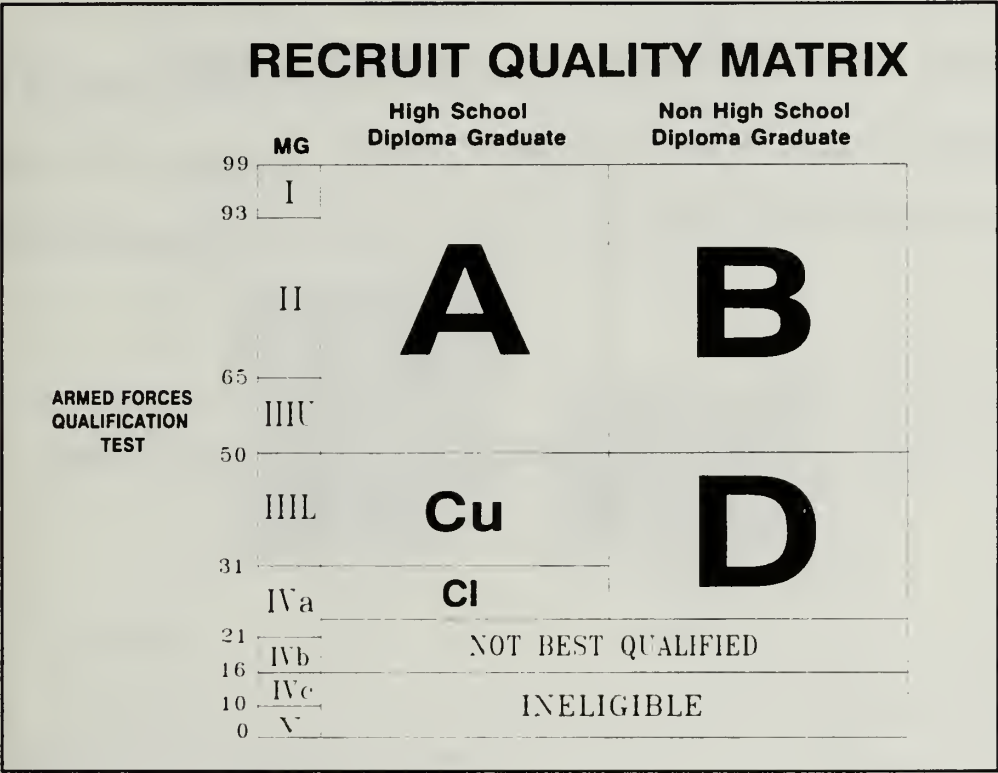 RECRUIT QUALITY MATRIX
High School
Diploma Graduate
Non High School
Diploma Graduate
MG
99
I
93
A
B
II
65
ARMED FORCES
QUALIFICATION
TEST
IIIU
50
IIIL
Cu
D
31
IVa
Cl
21
NOT BEST QUALIFIED
IVb
16
IVc
10
INELIGIBLE
V
0